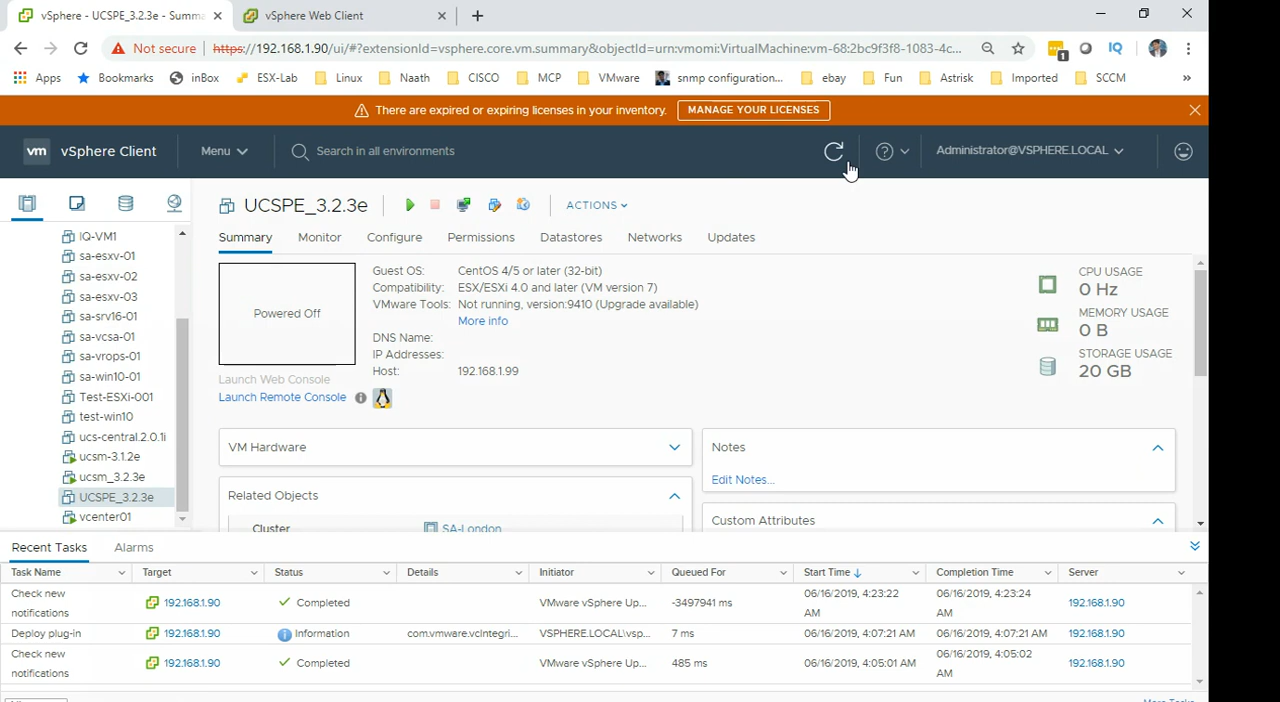 vSphere - UCSPE_3.2.3e - Summa
vSphere Web Client
Not secure | https://192.168.1.90/ui/#?extensionId=vsphere.core.vm.summary&objectId=urn:vmomi:VirtualMachine:vm-68:2bc9f3f8-1083-4c...
Apps Bookmarks inBox ESX-Lab Linux Naath CISCO MCP VMware snmp configuration... ebay Fun Astrisk Imported SCCM »
There are expired or expiring licenses in your inventory. MANAGE YOUR LICENSES
vm vSphere Client Menu Search in all environments Administrator@VSPHERE.LOCAL
UCSPE_3.2.3e ACTIONS
Summary Monitor Configure Permissions Datastores Networks Updates
IQ-VM1
sa-esxv-01
sa-esxv-02
sa-esxv-03
sa-srv16-01
sa-vcsa-01
sa-vrops-01
sa-win10-01
Test-ESXi-001
test-win10
ucs-central.2.0.1i
ucsm-3.1.2e
ucsm_3.2.3e
UCSPE_3.2.3e
vcenter01
Powered Off
Launch Web Console
Launch Remote Console
Guest OS: CentOS 4/5 or later (32-bit)
Compatibility: ESX/ESXi 4.0 and later (VM version 7)
VMware Tools: Not running, version:9410 (Upgrade available)
More info
DNS Name:
IP Addresses:
Host: 192.168.1.99
CPU USAGE
0 Hz
MEMORY USAGE
0 B
STORAGE USAGE
20 GB
VM Hardware
Related Objects
Cluster SA-London
Notes
Edit Notes...
Custom Attributes
Recent Tasks Alarms
Task Name Target Status Details Initiator Queued For Start Time Completion Time Server
Check new notifications 192.168.1.90 Completed VMware vSphere Up... -3497941 ms 06/16/2019, 4:23:22 AM 06/16/2019, 4:23:24 AM 192.168.1.90
Deploy plug-in 192.168.1.90 Information com.vmware.vcIntegri... VSPHERE.LOCAL\vsp... 7 ms 06/16/2019, 4:07:21 AM 06/16/2019, 4:07:21 AM 192.168.1.90
Check new notifications 192.168.1.90 Completed VMware vSphere Up... 485 ms 06/16/2019, 4:05:01 AM 06/16/2019, 4:05:02 AM 192.168.1.90